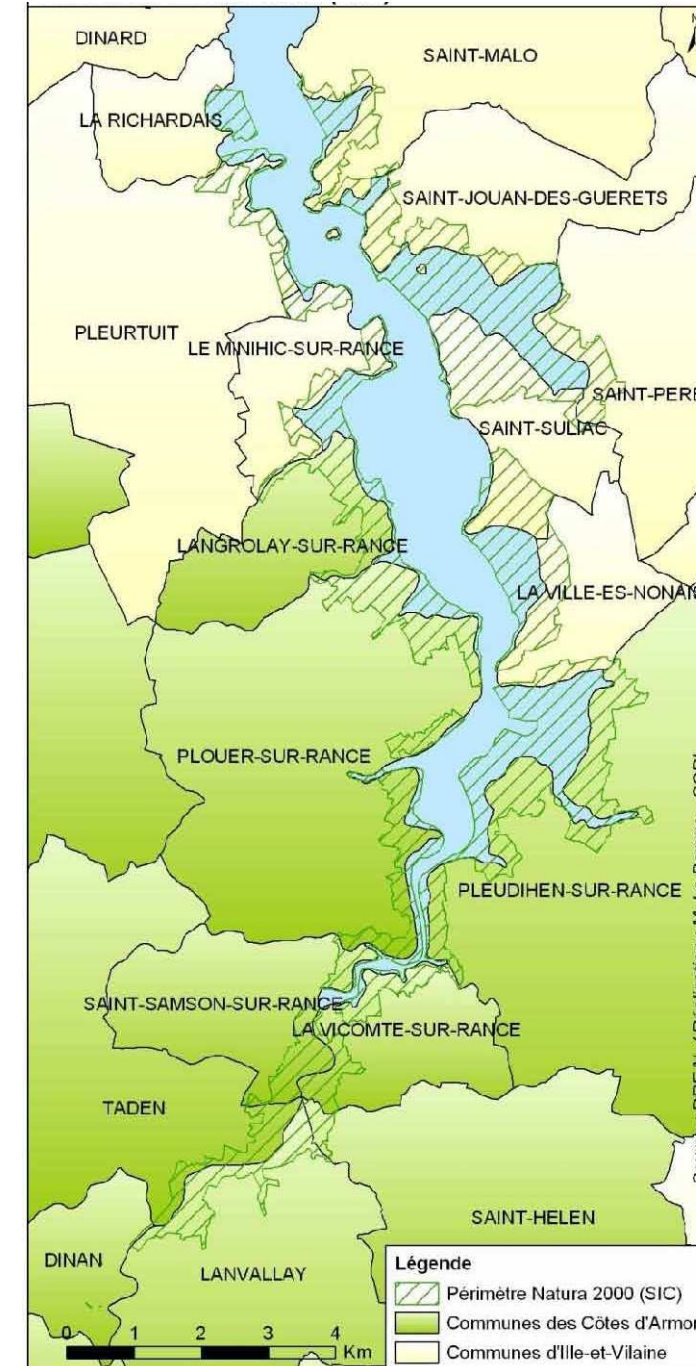 DINARD
SAINT-MALO
LA RICHARDAIS
SAINT-JOUAN-DES-GUERETS
PLEURTUIT
LE MINIHIC-SUR-RANCE
SAINT-PERE
SAINT-SULIAC
LANGROLAY-SUR-RANCE
LA VILLE-ES-NONAN
PLOUER-SUR-RANCE
PLEUDIHEN-SUR-RANCE
SAINT-SAMSON-SUR-RANCE
LA VICOMTE-SUR-RANCE
TADEN
SAINT-HELEN
DINAN
LANVALLAY
Légende
Périmètre Natura 2000 (SIC)
Communes des Côtes d'Armor
Communes d'Ille-et-Vilaine
0 1 2 3 4
Km